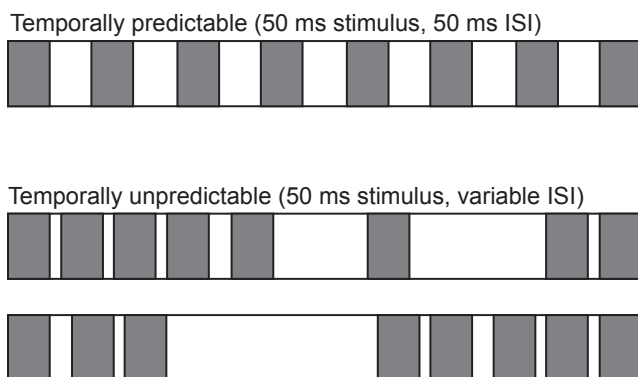 Temporally predictable (50 ms stimulus, 50 ms ISI)
Temporally unpredictable (50 ms stimulus, variable ISI)